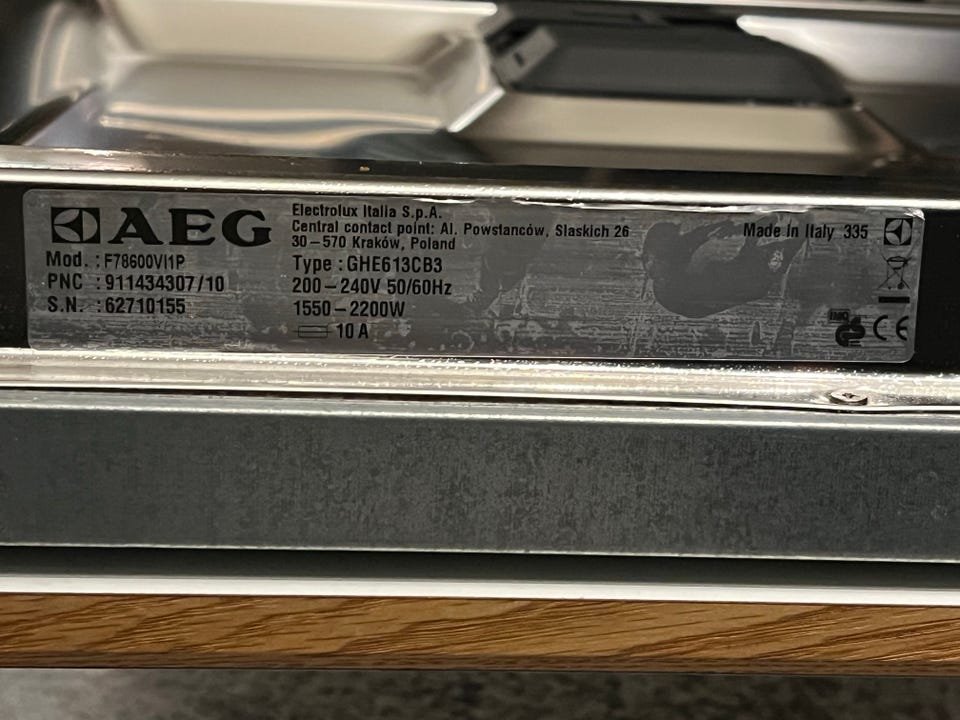 AEG
Mod. : F78600VI1P
PNC : 911434307/10
S.N. : 62710155
Electrolux Italia S.p.A.
Central contact point: Al. Powstanców, Slaskich 26
30-570 Kraków, Poland
Type : GHE613CB3
200-240V 50/60Hz
1550-2200W
10 A
Made in Italy 335
CE